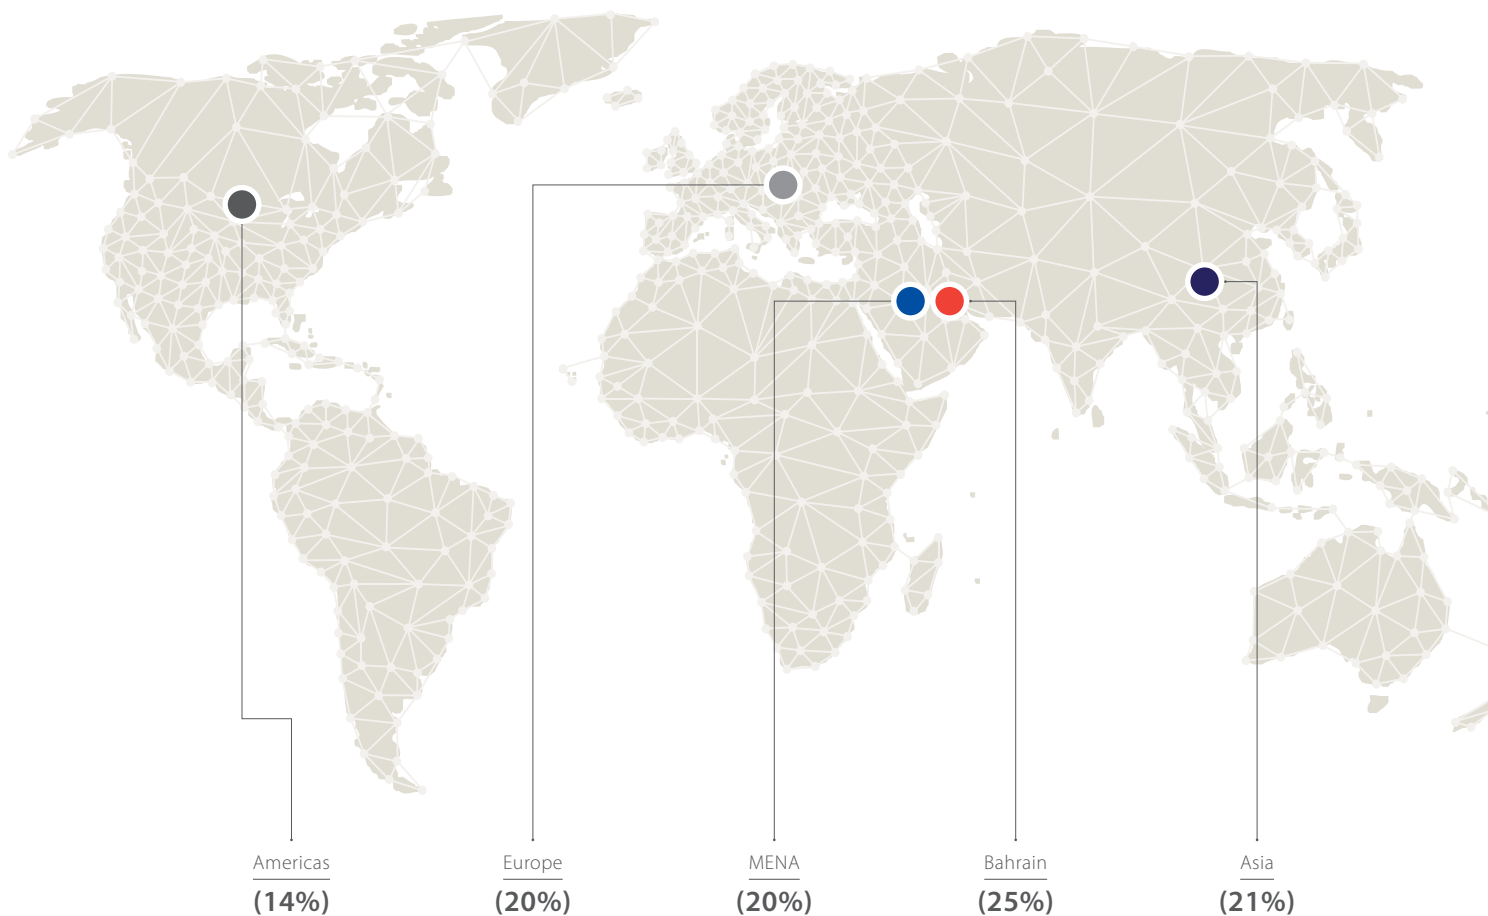 Americas
(14%)
Europe
(20%)
MENA
(20%)
Bahrain
(25%)
Asia
(21%)